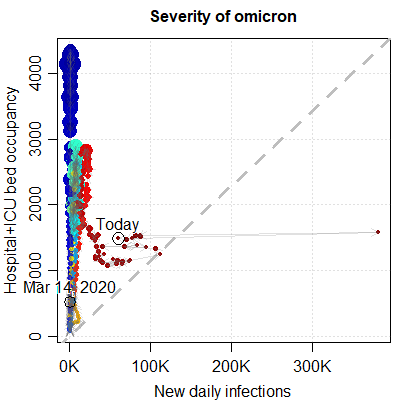 Severity of omicron
Hospital+ICU bed occupancy
4000
3000
2000
1000
0
Today
Mar 14, 2020
0K
100K
200K
300K
New daily infections